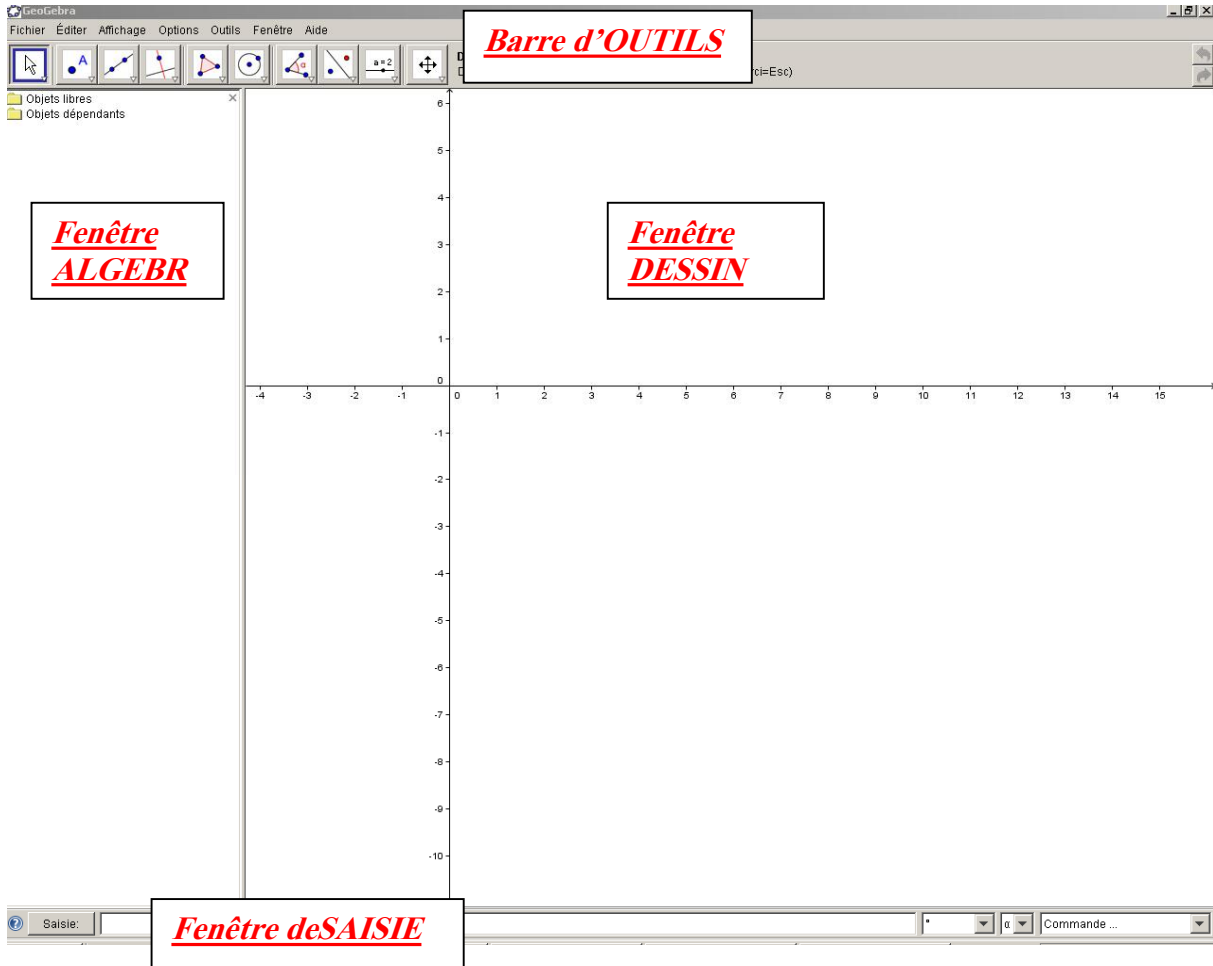 GeoGebra
Fichier Éditer Affichage Options Outils Fenêtre Aide
Barre d'OUTILS
A
α
a = 2
D
rci=Esc)
Objets libres
Objets dépendants
Fenêtre
ALGEBR
Fenêtre
DESSIN
6
5
4
3
2
1
0
-4 -3 -2 -1 0 1 2 3 4 5 6 7 8 9 10 11 12 13 14 15
-1
-2
-3
-4
-5
-6
-7
-8
-9
-10
Saisie:
Fenêtre deSAISIE
α
Commande ...